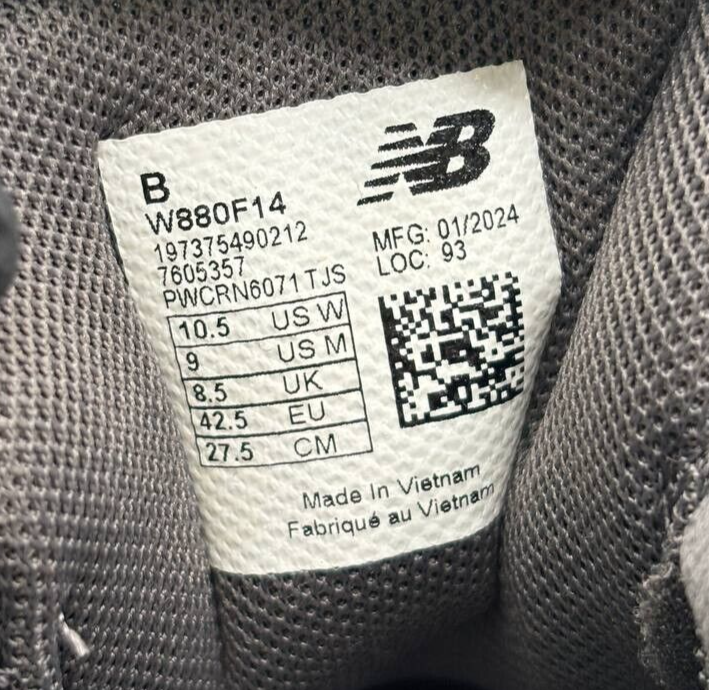 B
W880F14
197375490212
7605357
PWCRN6071 TJS
NB
MFG: 01/2024
LOC: 93
10.5 US W
9 US M
8.5 UK
42.5 EU
27.5 CM
Made In Vietnam
Fabriqué au Vietnam